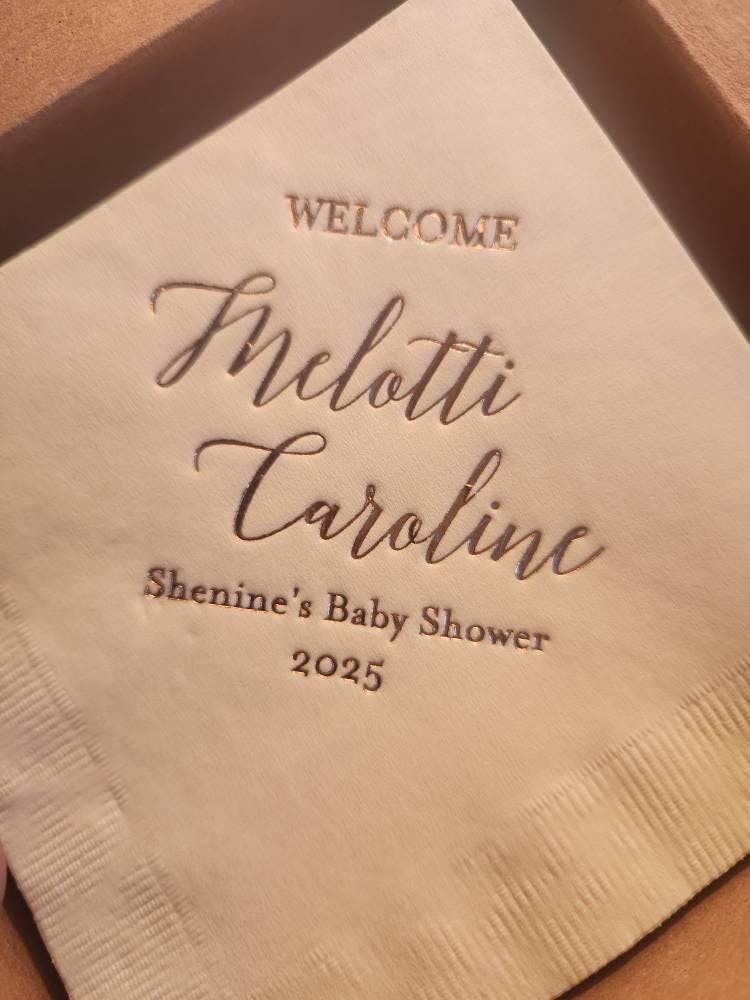 WELCOME
Melotti
Caroline
Shenine's Baby Shower
2025